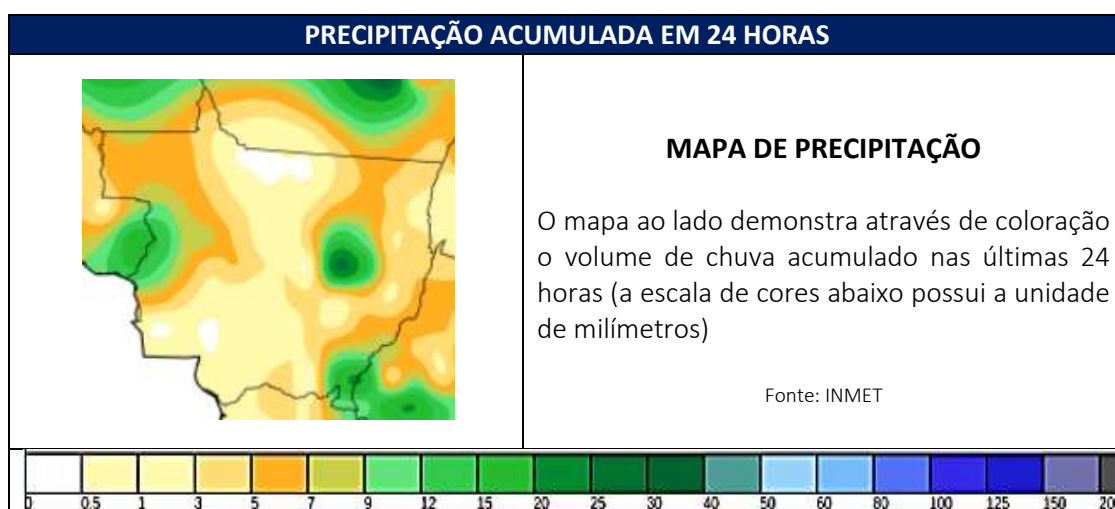 PRECIPITAÇÃO ACUMULADA EM 24 HORAS
MAPA DE PRECIPITAÇÃO
O mapa ao lado demonstra através de coloração
o volume de chuva acumulado nas últimas 24
horas (a escala de cores abaixo possui a unidade
de milímetros)
Fonte: INMET
0 0.5 1 3 5 7 9 12 15 20 25 30 40 50 60 80 100 125 150